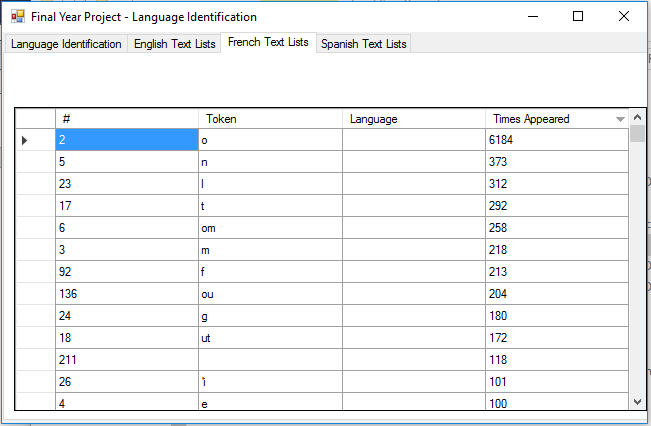 Final Year Project - Language Identification
Language Identification English Text Lists French Text Lists Spanish Text Lists
# Token Language Times Appeared
2 o 6184
5 n 373
23 l 312
17 t 292
6 om 258
3 m 218
92 f 213
136 ou 204
24 g 180
18 ut 172
211 118
26 101
4 e 100